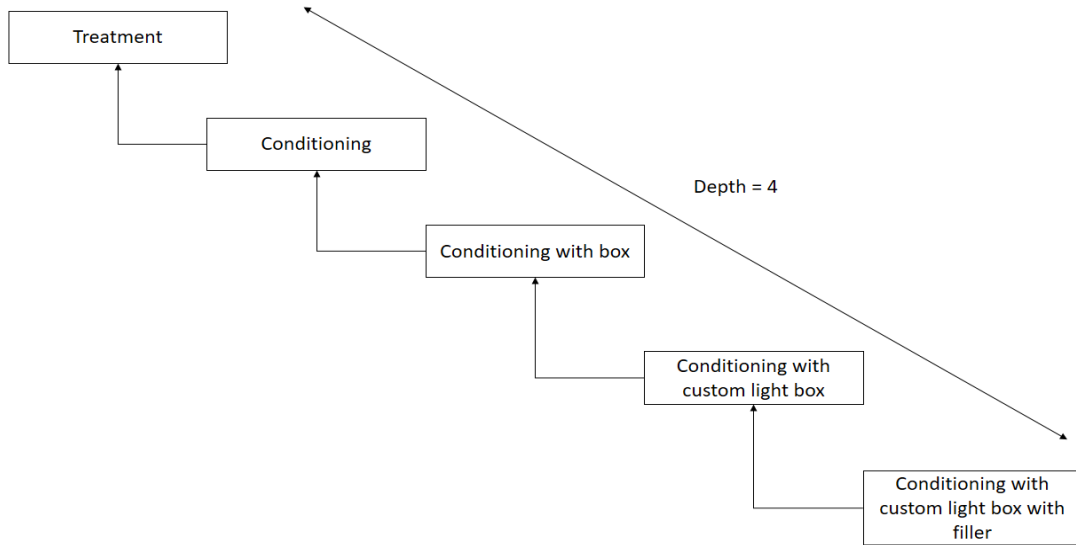 Treatment
Conditioning
Depth = 4
Conditioning with box
Conditioning with
custom light box
Conditioning with
custom light box with
filler